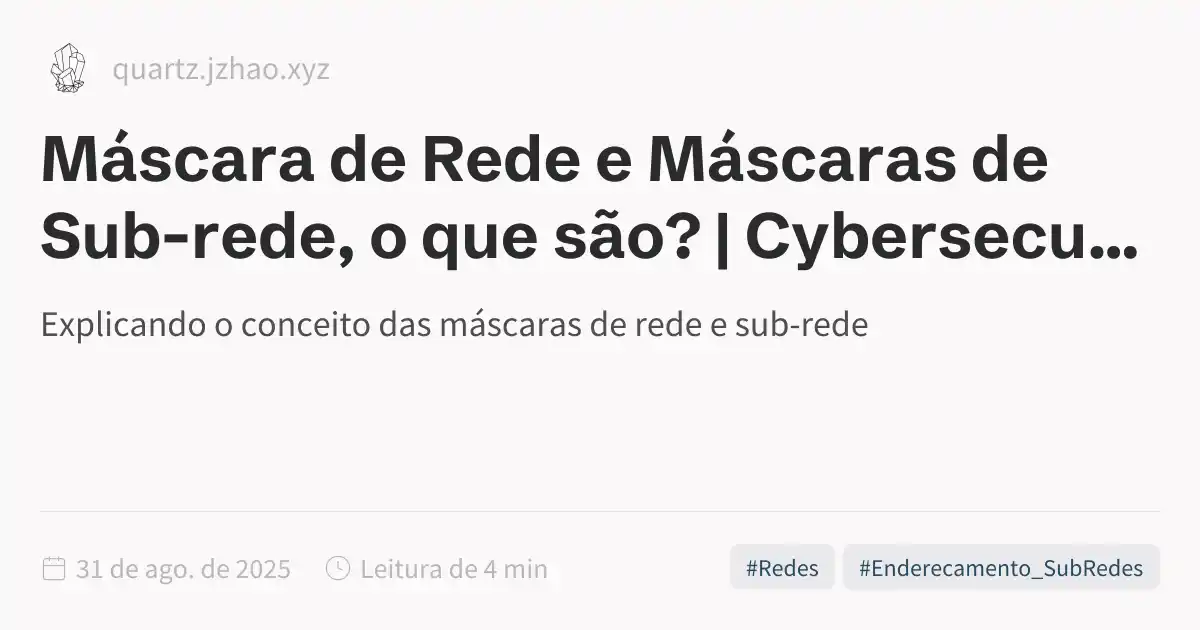 quartz.jzhao.xyz
Máscara de Rede e Máscaras de
Sub-rede, o que são? | Cybersecu...
Explicando o conceito das máscaras de rede e sub-rede
31 de ago. de 2025
Leitura de 4 min
#Redes
#Enderecamento_SubRedes